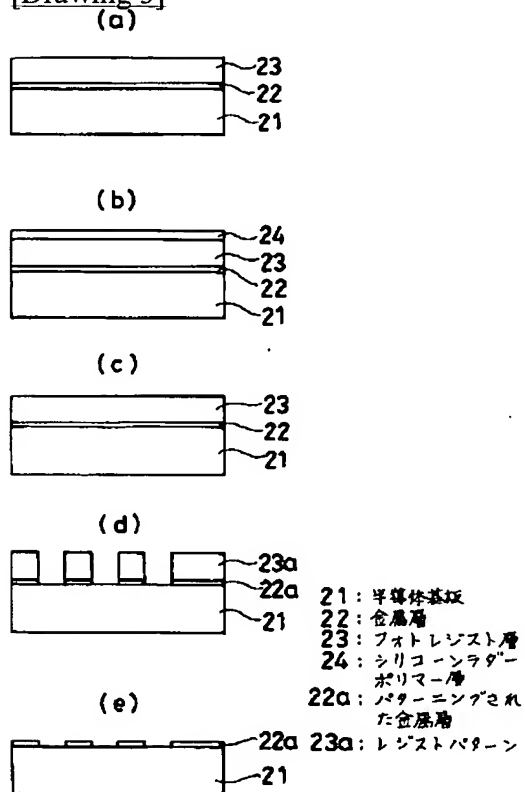 [Drawing 3]
(a)
23
22
21
(b)
24
23
22
21
(c)
23
22
21
(d)
23a
22a
21
21：半導体基板
22：金属層
23：フォトレジスト層
24：シリコーンラダー
ポリマー層
22a：パターニングされ
た金属層
23a：レジストパターン
(e)
22a
21